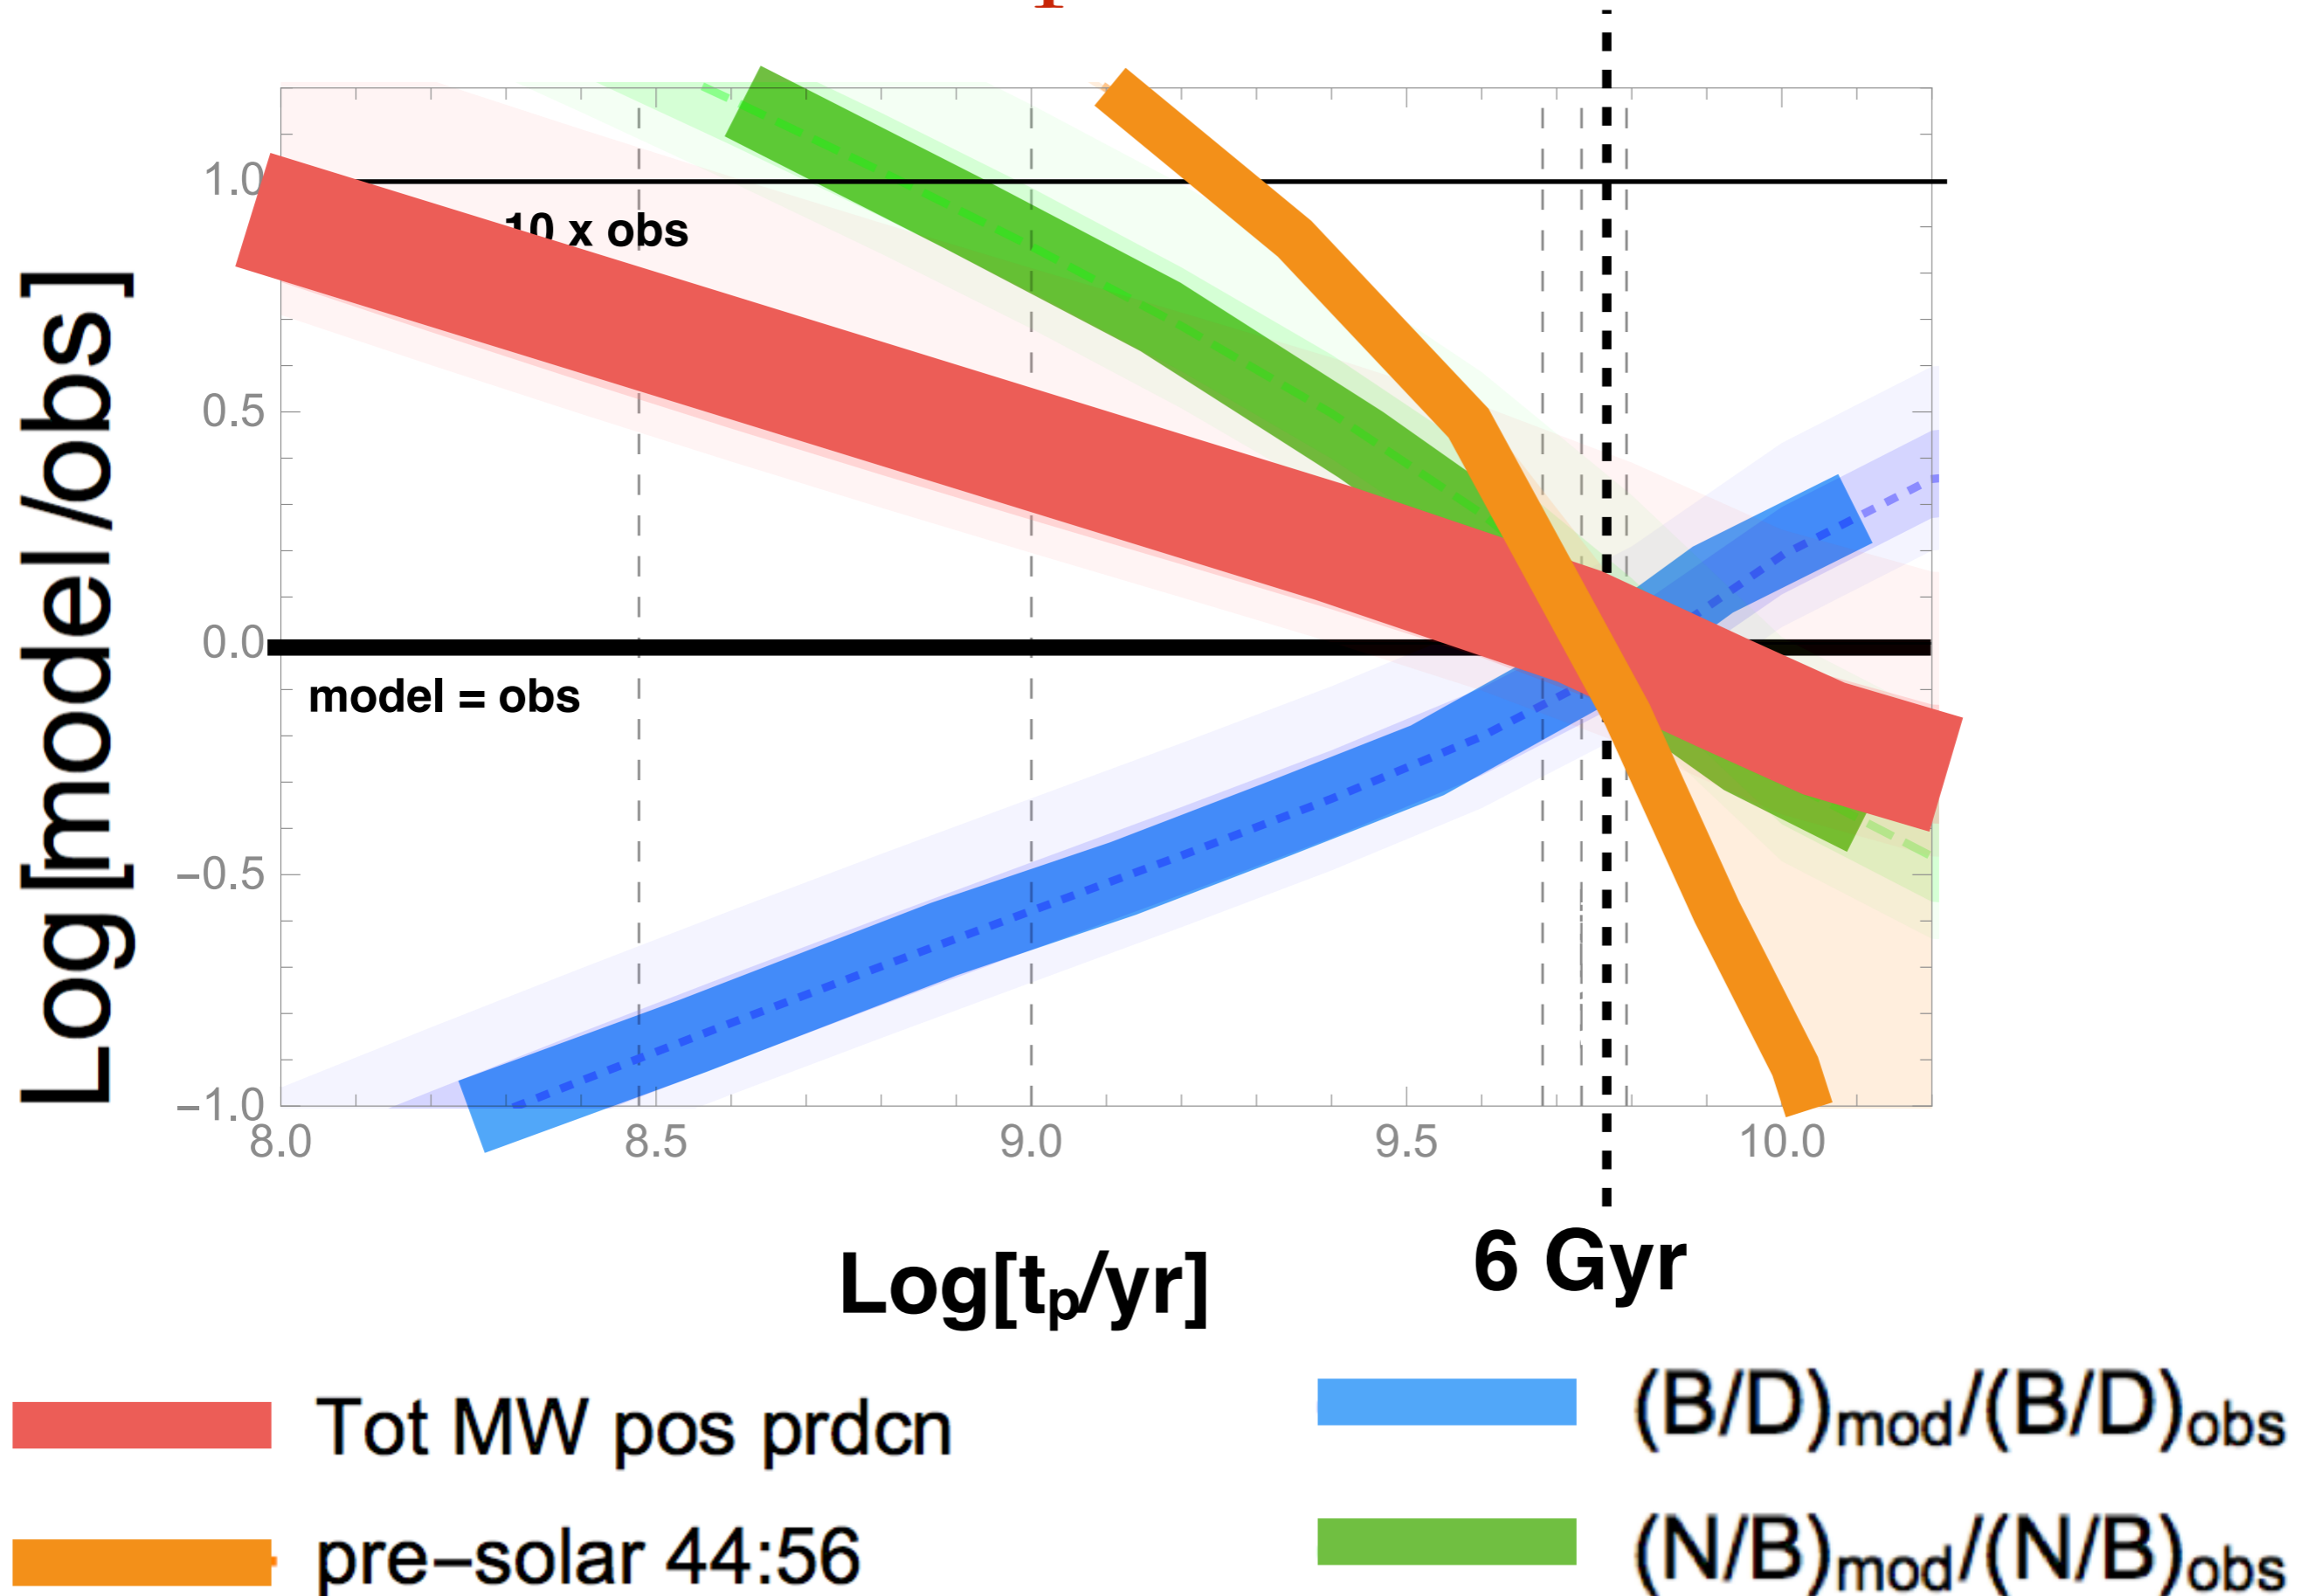 1.0
10 x obs
0.5
0.0
model = obs
−0.5
−1.0
Log[model/obs]
8.0 8.5 9.0 9.5 10.0
6 Gyr
Log[tp/yr]
Tot MW pos prdcn
(B/D)mod/(B/D)obs
pre−solar 44:56
(N/B)mod/(N/B)obs